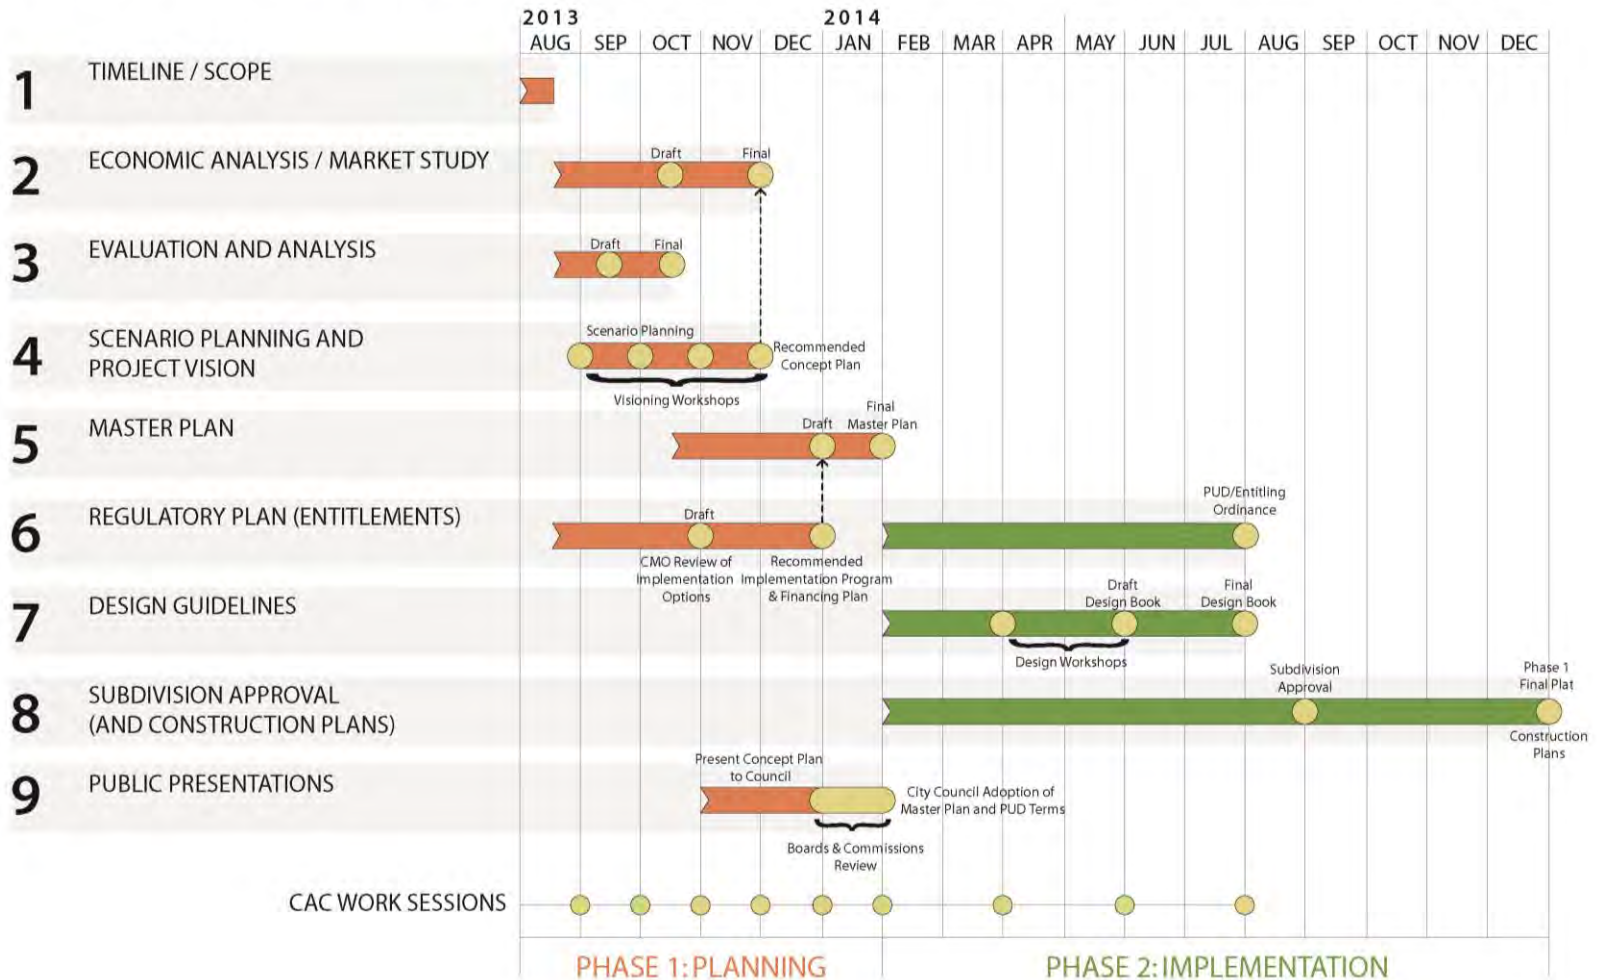 2013 2014
AUG SEP OCT NOV DEC JAN FEB MAR APR MAY JUN JUL AUG SEP OCT NOV DEC
1 TIMELINE / SCOPE
2 ECONOMIC ANALYSIS / MARKET STUDY
Draft Final
3 EVALUATION AND ANALYSIS
Draft Final
4 SCENARIO PLANNING AND
PROJECT VISION
Scenario Planning
Recommended
Concept Plan
Visioning Workshops
5 MASTER PLAN
Draft
Final
Master Plan
6 REGULATORY PLAN (ENTITLEMENTS)
Draft
CMO Review of
Implementation
Options
Recommended
Implementation Program
& Financing Plan
PUD/Entitling
Ordinance
7 DESIGN GUIDELINES
Draft
Design Book
Final
Design Book
Design Workshops
8 SUBDIVISION APPROVAL
(AND CONSTRUCTION PLANS)
Subdivision
Approval
Phase 1
Final Plat
Construction
Plans
9 PUBLIC PRESENTATIONS
Present Concept Plan
to Council
City Council Adoption of
Master Plan and PUD Terms
Boards & Commissions
Review
CAC WORK SESSIONS
PHASE 1: PLANNING
PHASE 2: IMPLEMENTATION